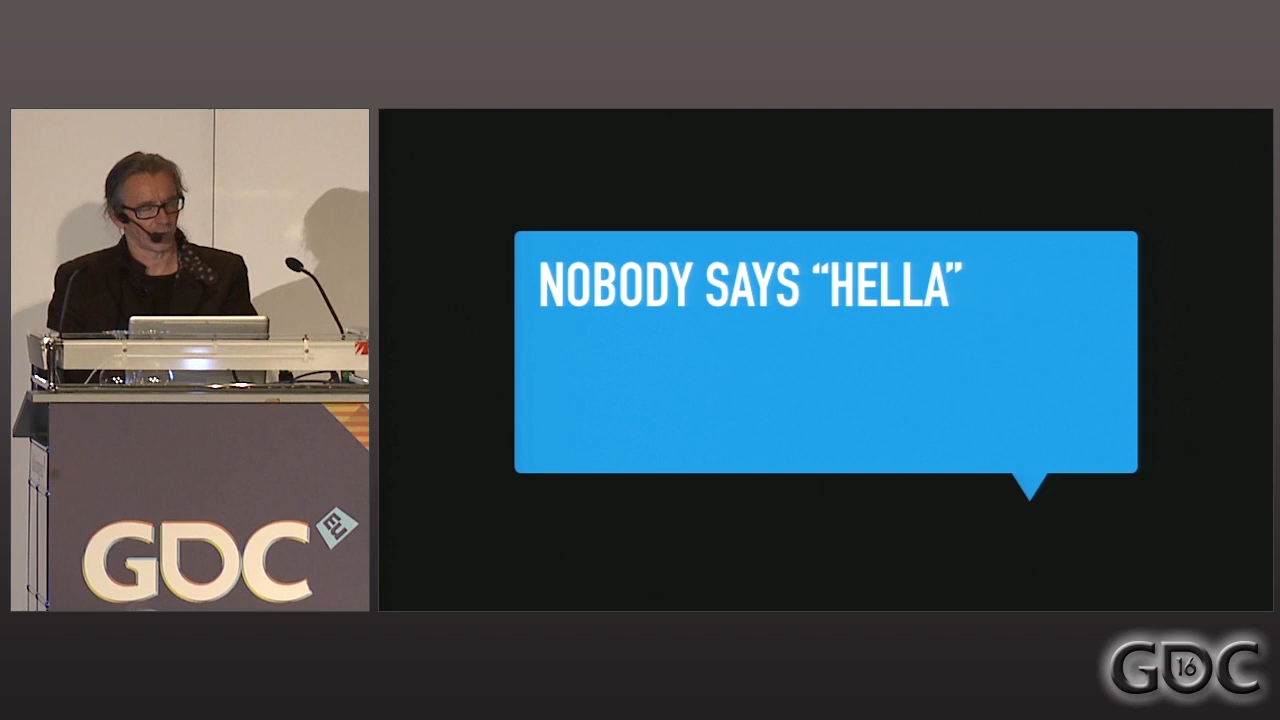 NOBODY SAYS “HELLA”
GDC
EU
GDC
16